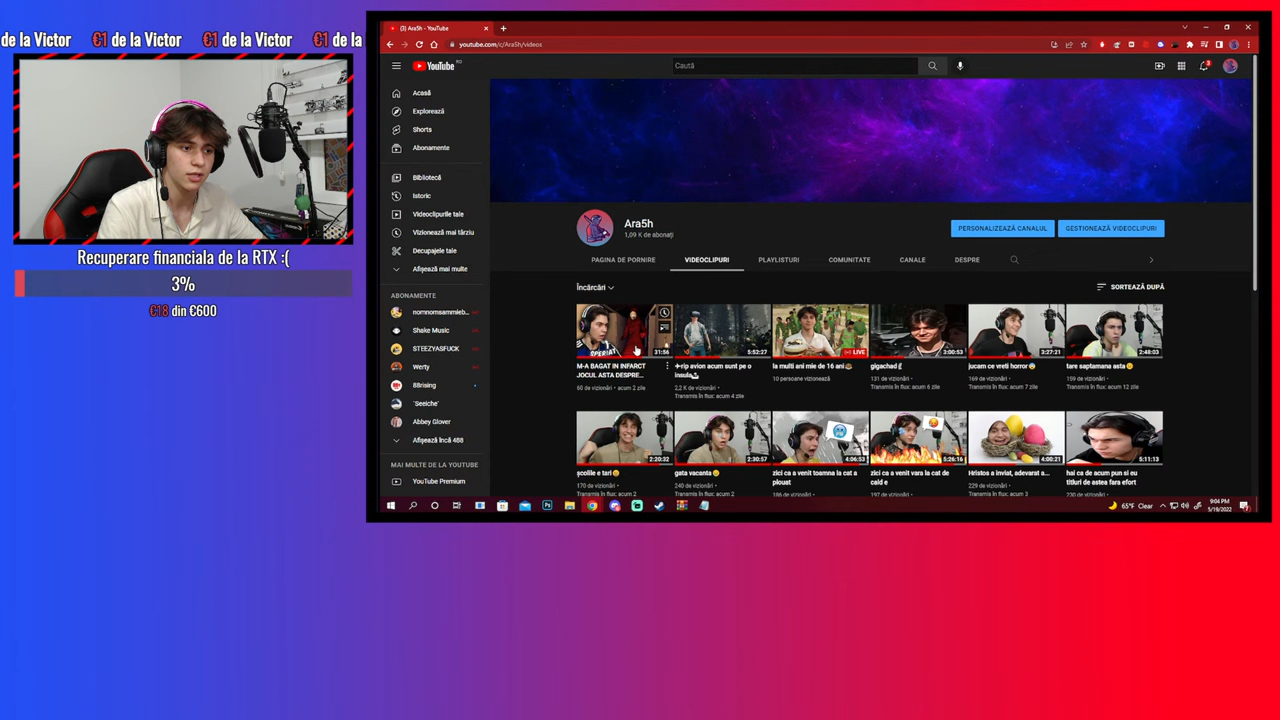 de la Victor €1 de la Victor €1 de la Victor €1 de la
Recuperare financiala de la RTX :(
3%
€18 din €600
(3) Ara5h - YouTube
youtube.com/c/Ara5h/videos
YouTube RO
Caută
3
Acasă
Explorează
Shorts
Abonamente
Bibliotecă
Istoric
Videoclipurile tale
Vizionează mai târziu
Decupajele tale
Afișează mai multe
ABONAMENTE
nomnomsammieb...
Shake Music
STEEZYASFUCK
Werty
88rising
'Seeiche'
Abbey Glover
Afișează încă 488
MAI MULTE DE LA YOUTUBE
YouTube Premium
Ara5h
1,09 K de abonați
PERSONALIZEAZĂ CANALUL
GESTIONEAZĂ VIDEOCLIPURI
PAGINA DE PORNIRE VIDEOCLIPURI PLAYLISTURI COMUNITATE CANALE DESPRE
Încărcări
SORTEAZĂ DUPĂ
31:56
M-A BAGAT IN INFARCT
JOCUL ASTA DESPRE...
60 de vizionări • acum 2 zile
5:52:27
rip avion acum sunt pe o
insula
2,2 K de vizionări •
Transmis în flux: acum 4 zile
LIVE
la multi ani mie de 16 ani
10 persoane vizionează
3:00:53
gigachad
131 de vizionări •
Transmis în flux: acum 6 zile
3:27:21
jucam ce vreti horror
169 de vizionări •
Transmis în flux: acum 7 zile
2:48:03
tare saptamana asta
159 de vizionări •
Transmis în flux: acum 12 zile
2:20:32
școlile e tari
170 de vizionări •
Transmis în flux: acum 2
2:30:57
gata vacanta
240 de vizionări •
Transmis în flux: acum 2
4:06:53
zici ca a venit toamna la cat a
plouat
186 de vizionări •
5:26:16
zici ca a venit vara la cat de
cald e
197 de vizionări •
4:00:21
Hristos a inviat, adevarat a...
229 de vizionări •
Transmis în flux: acum 3
5:11:13
hai ca de acum pun si eu
titluri de astea fara efort
230 de vizionări •
65°F Clear
9:04 PM
5/18/2022